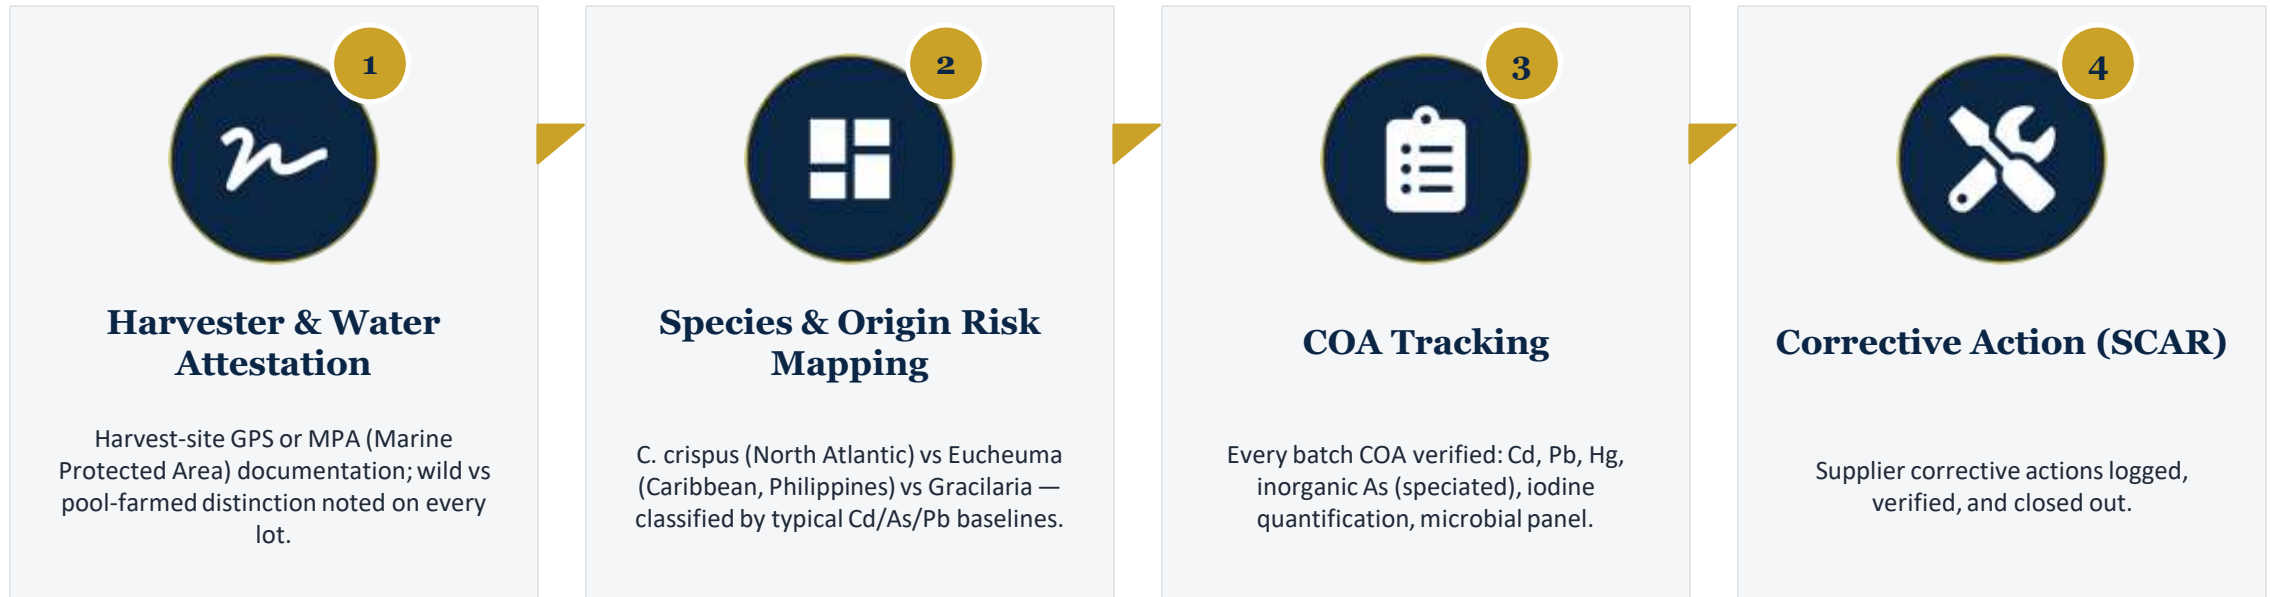 1
Harvester & Water
Attestation
Harvest-site GPS or MPA (Marine
Protected Area) documentation; wild vs
pool-farmed distinction noted on every
lot.
2
Species & Origin Risk
Mapping
C. crispus (North Atlantic) vs Eucheuma
(Caribbean, Philippines) vs Gracilaria —
classified by typical Cd/As/Pb baselines.
3
COA Tracking
Every batch COA verified: Cd, Pb, Hg,
inorganic As (speciated), iodine
quantification, microbial panel.
4
Corrective Action (SCAR)
Supplier corrective actions logged,
verified, and closed out.